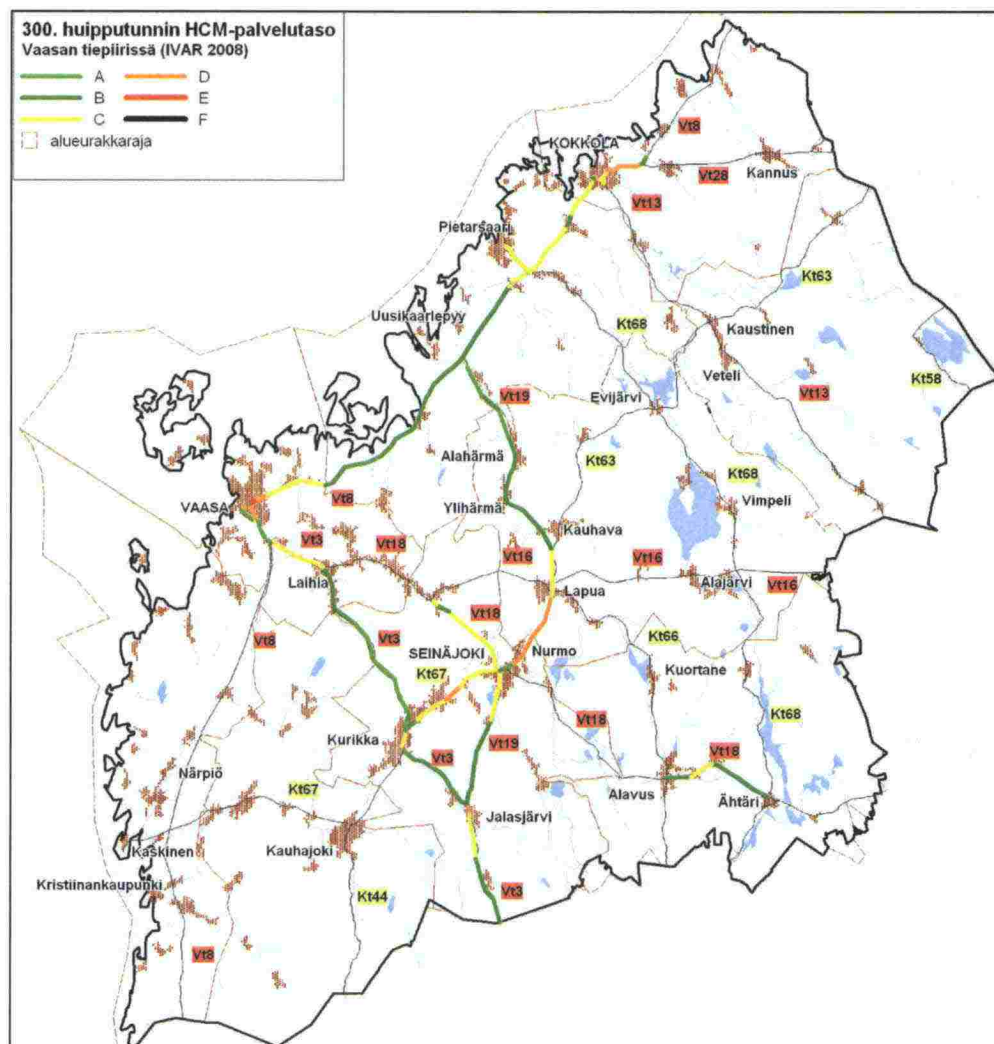 300. huipputunnin HCM-palvelutaso
Vaasan tiepiirissä (IVAR 2008)
A D
B E
C F
alueurakkaraja
KOKKOLA
Vt8
Vt28
Kannus
Vt13
Pietarsaari
Kt63
Uusikaarlepyy
Kt68
Kaustinen
Veteli
Kt58
Vt19
Evijärvi
Vt13
Alahärmä
Kt63
Kt68
VAASA
Vt8
Ylihärmä
Vimpeli
Kauhava
Vt3
Vt18
Vt16
Vt16
Laihia
Lapua
Alajärvi
Vt16
Vt18
Vt8
Vt3
SEINÄJOKI
Nurmo
Kt66
Kt67
Kuortane
Kt68
Vt18
Kurikka
Vt3
Vt19
Vt18
Närpiö
Kt67
Alavus
Ähtäri
Jalasjärvi
Kaskinen
Kauhajoki
Kristiinankaupunki
Kt44
Vt3
Vt8